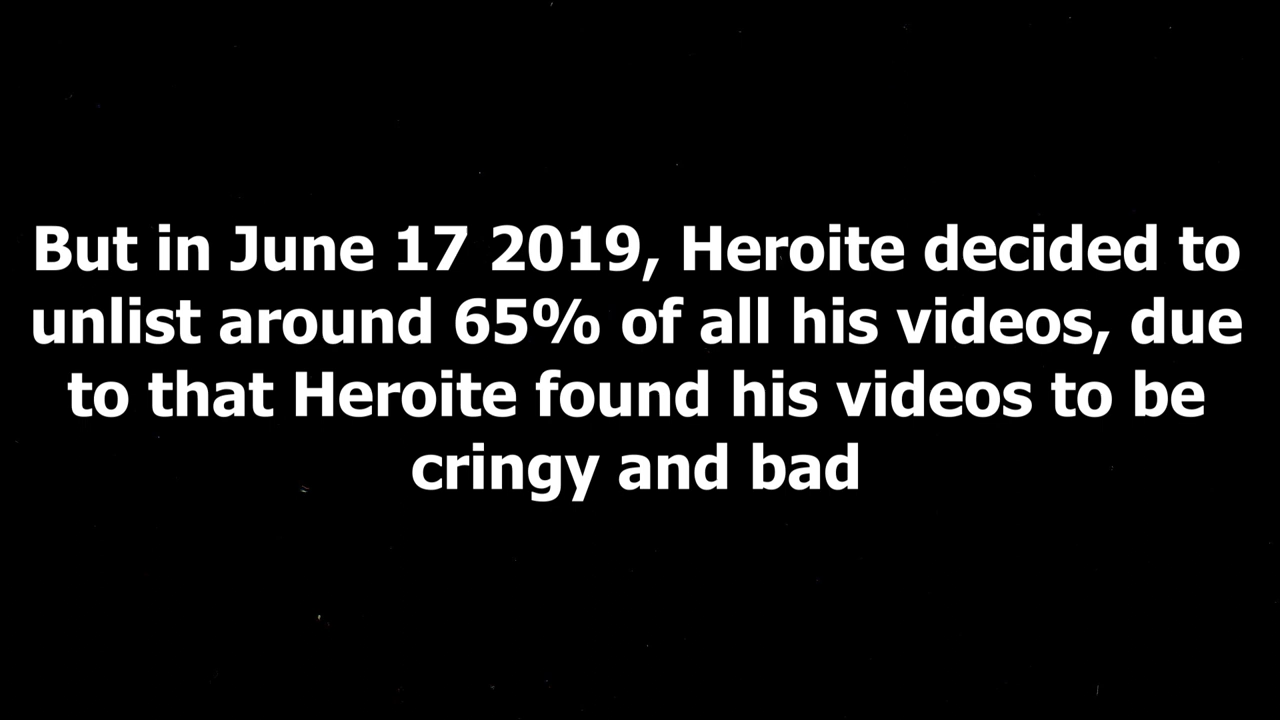 But in June 17 2019, Heroite decided to
unlist around 65% of all his videos, due
to that Heroite found his videos to be
cringy and bad